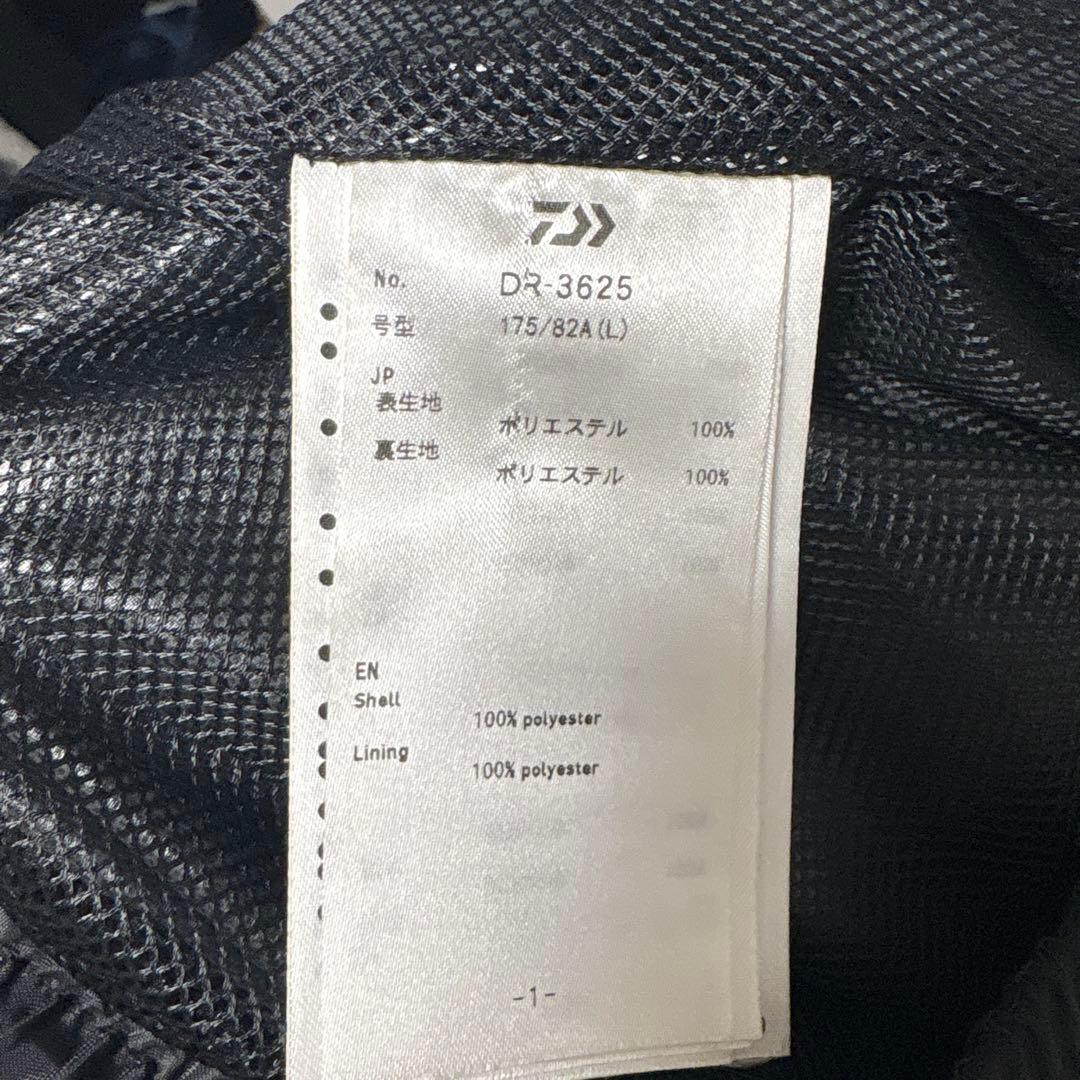 No. DR-3625
号型 175/82A(L)
JP
表生地
ポリエステル 100%
裏生地
ポリエステル 100%
EN
Shell
100% polyester
Lining
100% polyester
-1-